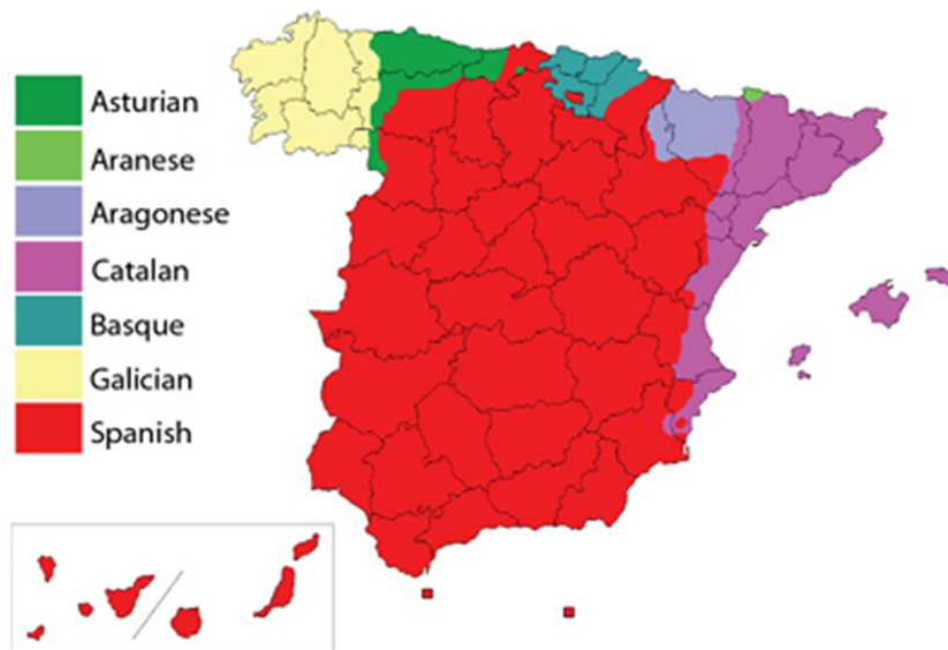 Asturian
Aranese
Aragonese
Catalan
Basque
Galician
Spanish